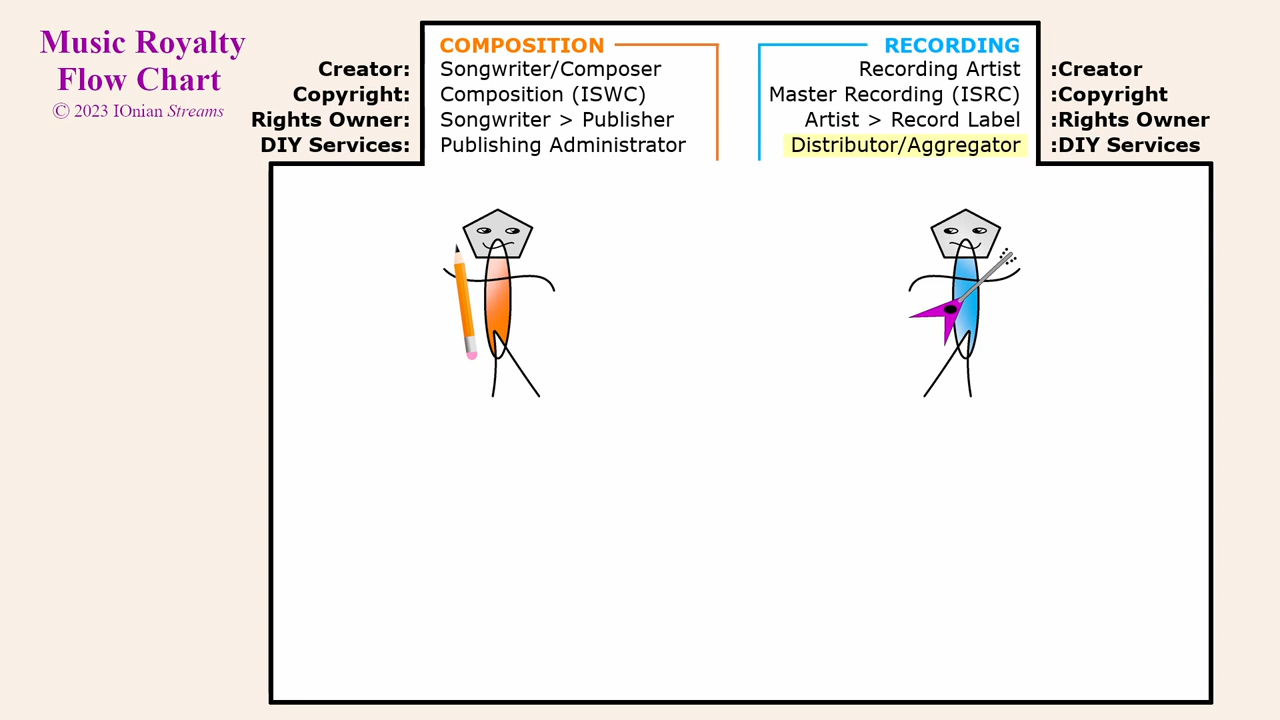 Music Royalty
Flow Chart
© 2023 IOnian Streams
COMPOSITION RECORDING
Creator: Songwriter/Composer Recording Artist :Creator
Copyright: Composition (ISWC) Master Recording (ISRC) :Copyright
Rights Owner: Songwriter > Publisher Artist > Record Label :Rights Owner
DIY Services: Publishing Administrator Distributor/Aggregator :DIY Services